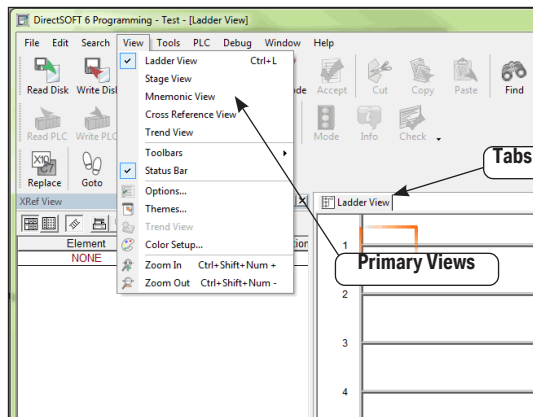 DirectSOFT 6 Programming - Test - [Ladder View]
File Edit Search View Tools PLC Debug Window Help
Read Disk Write Disk Accept Cut Copy Paste Find
Ladder View Ctrl+L
Stage View
Mnemonic View
Cross Reference View
Trend View
Toolbars
Status Bar
Options...
Themes...
Trend View
Color Setup...
Zoom In Ctrl+Shift+Num +
Zoom Out Ctrl+Shift+Num -
Read PLC Write PLC Mode Info Check
Replace Goto
Tabs
XRef View
Ladder View
Element
NONE
Primary Views
1
2
3
4